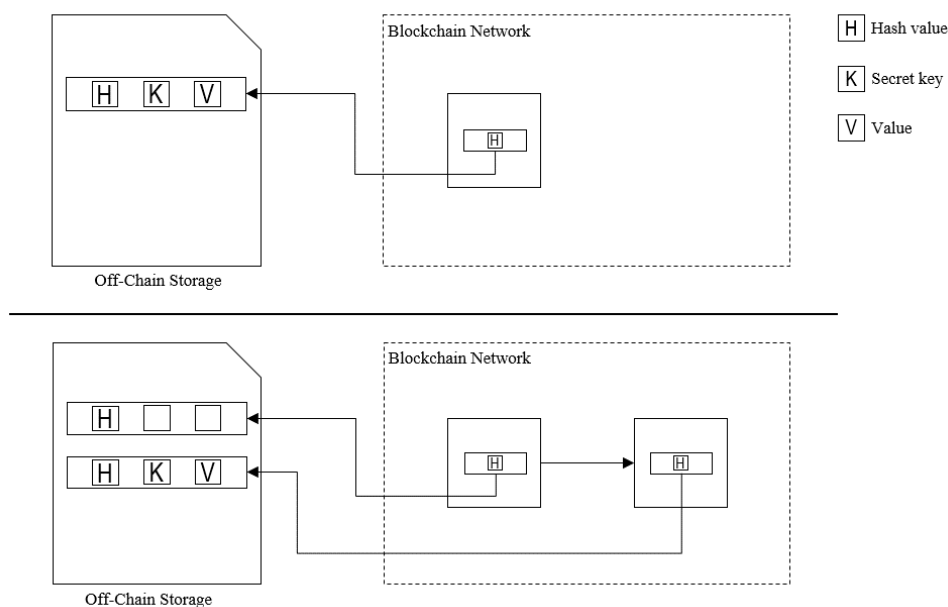 Blockchain Network
H Hash value
H K V
K Secret key
V Value
H
Off-Chain Storage
Blockchain Network
H
H K V
H H
Off-Chain Storage